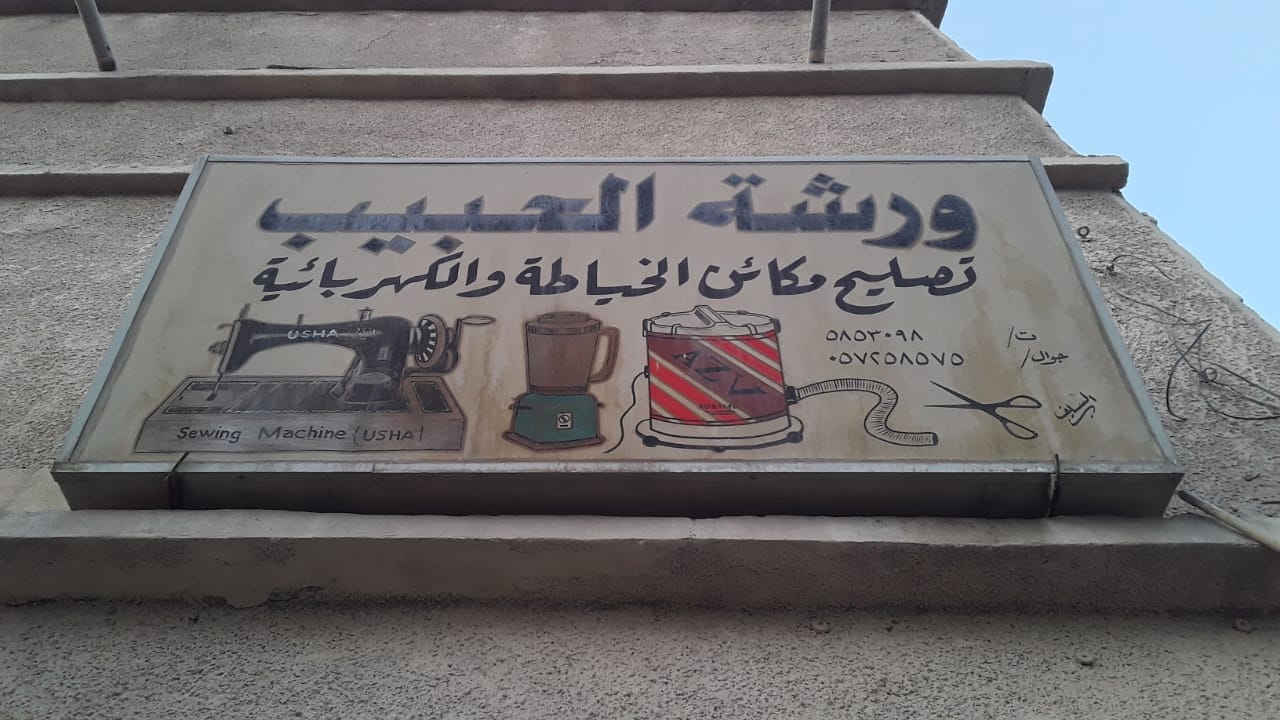 ورشة الحبيب
تصليح مكائن الخياطة والكهربائية
ت/ ٥٨٥٣٠٩٨
جوال/ ٠٥٧٢٥٨٥٧٥
USHA
Sewing Machine (USHA)